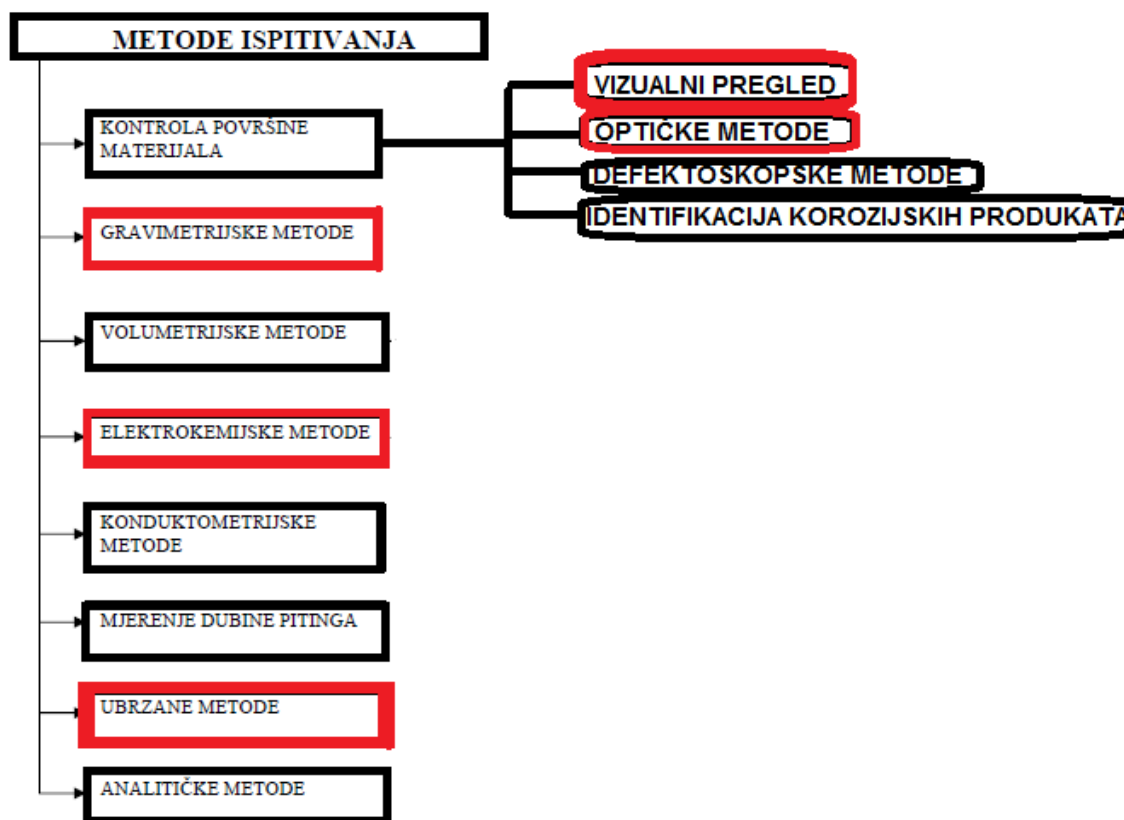 METODE ISPITIVANJA
KONTROLA POVRŠINE
MATERIJALA
VIZUALNI PREGLED
OPTIČKE METODE
DEFEKTOSKOPSKE METODE
IDENTIFIKACIJA KOROZIJSKIH PRODUKATA
GRAVIMETRIJSKE METODE
VOLUMETRIJSKE METODE
ELEKTROKEMIJSKE METODE
KONDUKTOMETRIJSKE
METODE
MJERENJE DUBINE PITINGA
UBRZANE METODE
ANALITIČKE METODE